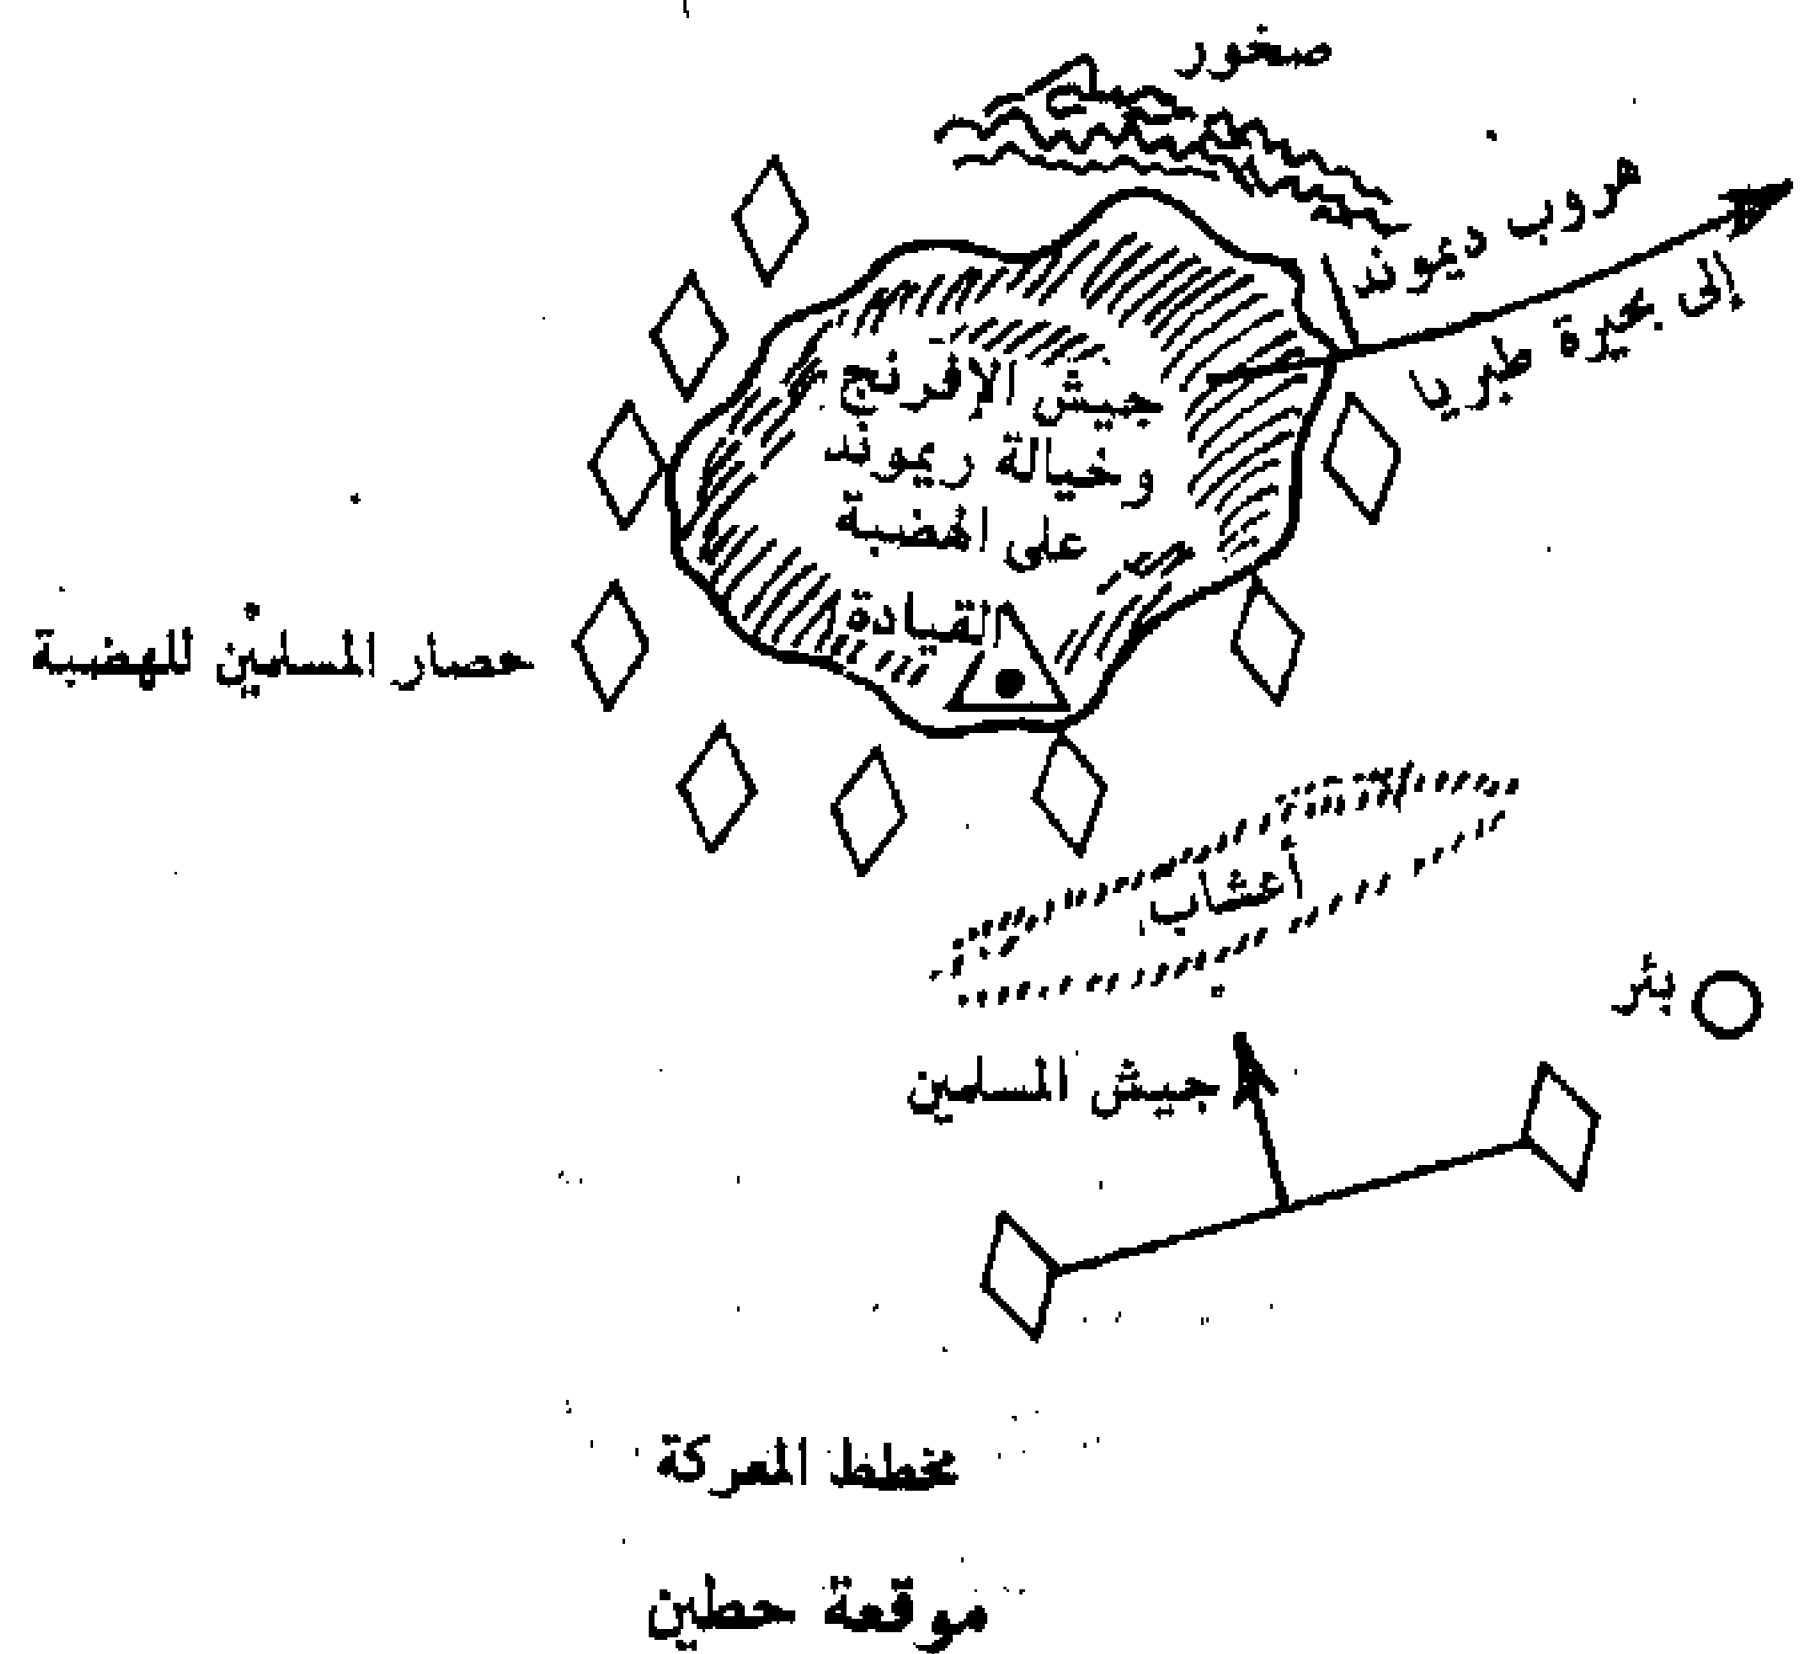 صخور
هروب ديموند
إلى بحيرة طبريا
جيش الإفرنج
وخيالة ريموند
على الهضبة
القيادة
حصار المسلمين للهضبة
أعشاب
بئر
جيش المسلمين
مخطط المعركة
موقعة حطين